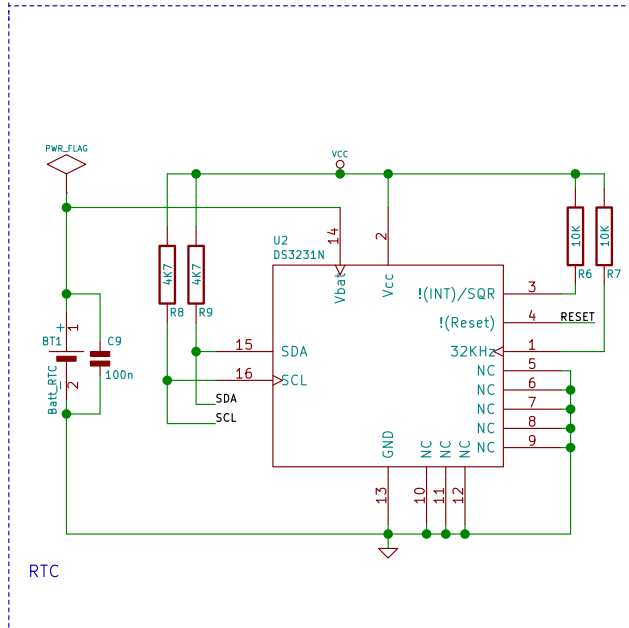 PWR_FLAG
VCC
U2
DS3231N
14
2
Vbat
Vcc
4K7
4K7
R8
R9
10K
10K
R6
R7
!(INT)/SQR
3
!(Reset)
4
RESET
32KHz
1
NC
5
NC
6
NC
7
NC
8
NC
9
15
SDA
16
SCL
SDA
SCL
+
1
BT1
Batt_RTC
-
2
C9
100n
GND
NC
NC
NC
13
10
11
12
RTC